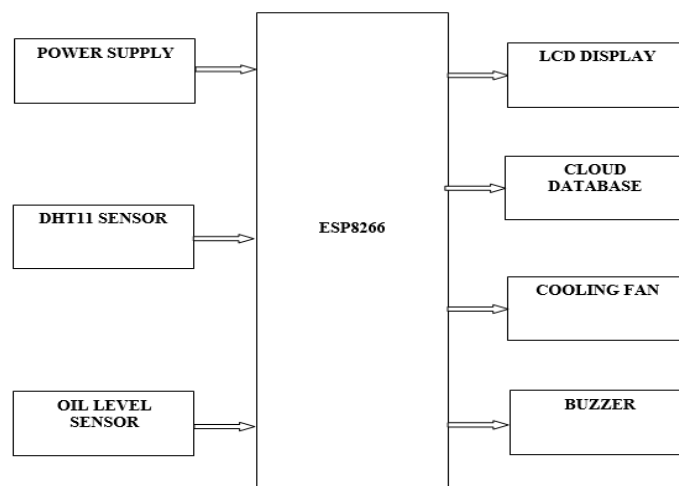 POWER SUPPLY
DHT11 SENSOR
OIL LEVEL
SENSOR
ESP8266
LCD DISPLAY
CLOUD
DATABASE
COOLING FAN
BUZZER